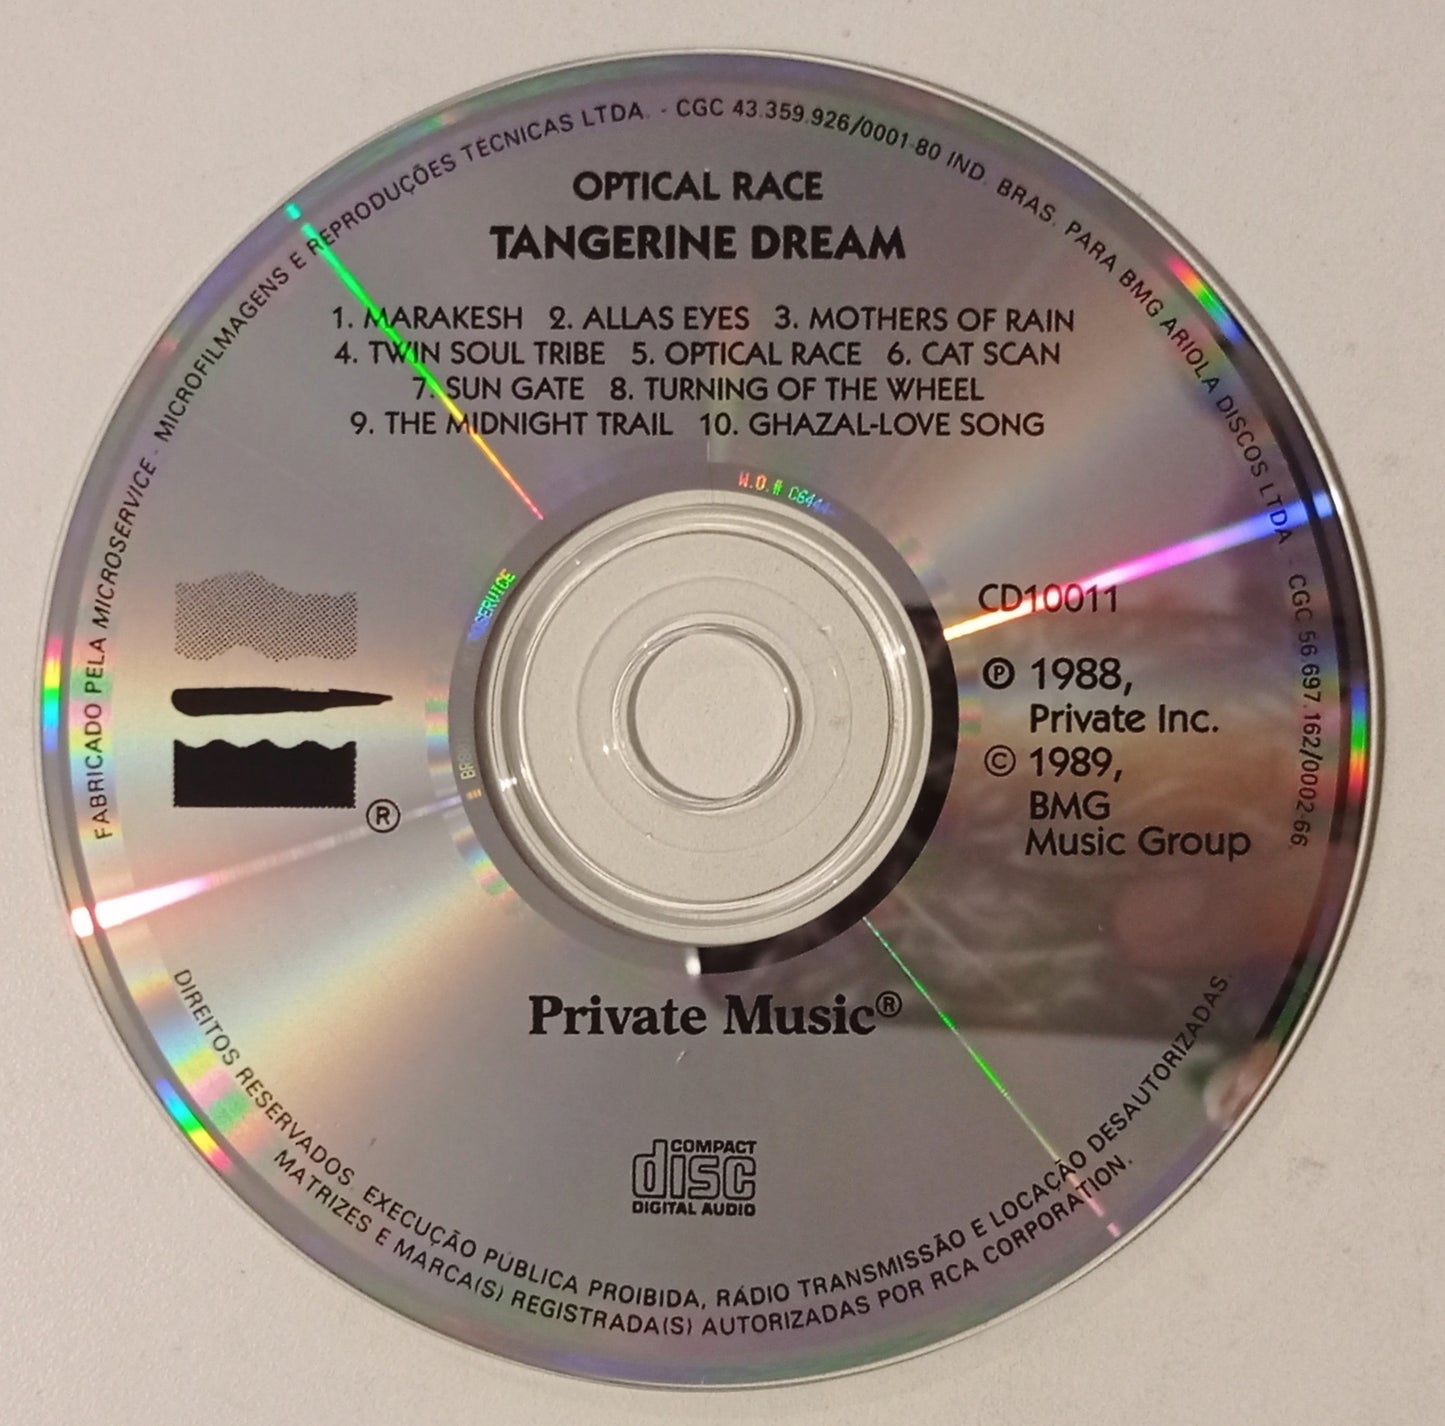 FABRICADO PELA MICROSERVICE - MICROFILMAGENS E REPRODUÇÕES TÉCNICAS LTDA. - CGC 43.359.926/0001-80 IND. BRAS. PARA BMG ARIOLA DISCOS LTDA - CGC 56.697.162/0002-66.
OPTICAL RACE
TANGERINE DREAM
1. MARAKESH 2. ALLAS EYES 3. MOTHERS OF RAIN
4. TWIN SOUL TRIBE 5. OPTICAL RACE 6. CAT SCAN
7. SUN GATE 8. TURNING OF THE WHEEL
9. THE MIDNIGHT TRAIL 10. GHAZAL-LOVE SONG
W.O.#
CD10011
℗ 1988,
Private Inc.
© 1989,
BMG
Music Group
®
Private Music®
COMPACT
disc
DIGITAL AUDIO
DIREITOS RESERVADOS. EXECUÇÃO PÚBLICA PROIBIDA, RÁDIO TRANSMISSÃO E LOCAÇÃO DESAUTORIZADAS.
MATRIZES E MARCA(S) REGISTRADA(S) AUTORIZADAS POR RCA CORPORATION.